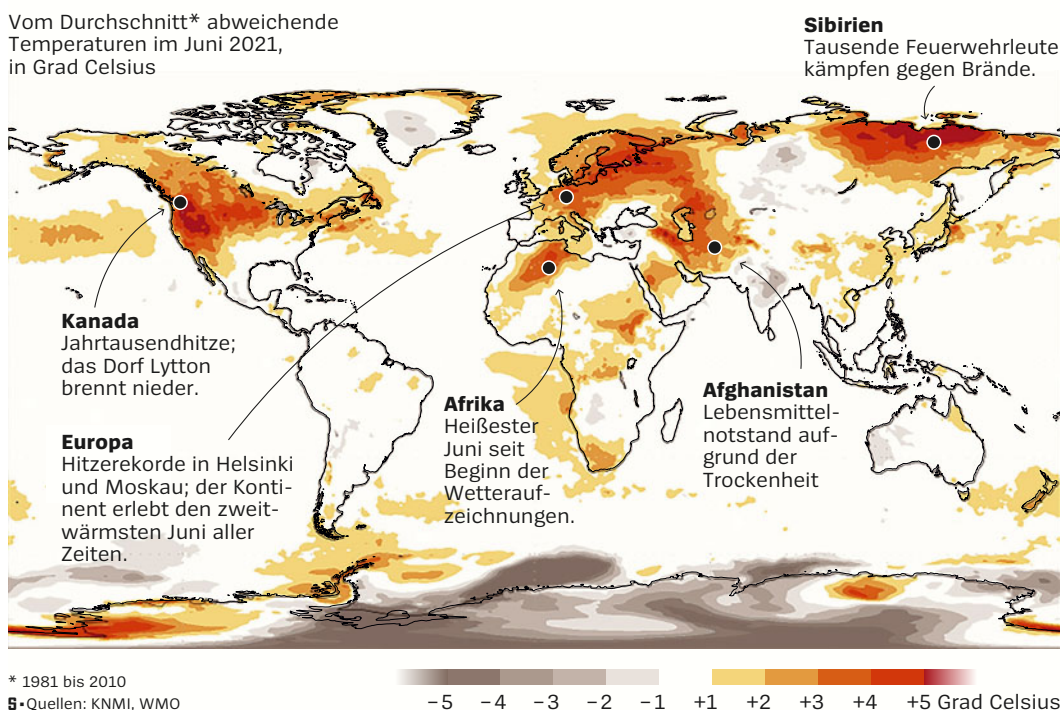 Vom Durchschnitt* abweichende
Temperaturen im Juni 2021,
in Grad Celsius
Sibirien
Tausende Feuerwehrleute
kämpfen gegen Brände.
Kanada
Jahrtausendhitze;
das Dorf Lytton
brennt nieder.
Europa
Hitzerekorde in Helsinki
und Moskau; der Konti-
nent erlebt den zweit-
wärmsten Juni aller
Zeiten.
Afrika
Heißester
Juni seit
Beginn der
Wetterauf-
zeichnungen.
Afghanistan
Lebensmittel-
notstand auf-
grund der
Trockenheit
* 1981 bis 2010
S•Quellen: KNMI, WMO
−5 −4 −3 −2 −1 +1 +2 +3 +4 +5 Grad Celsius